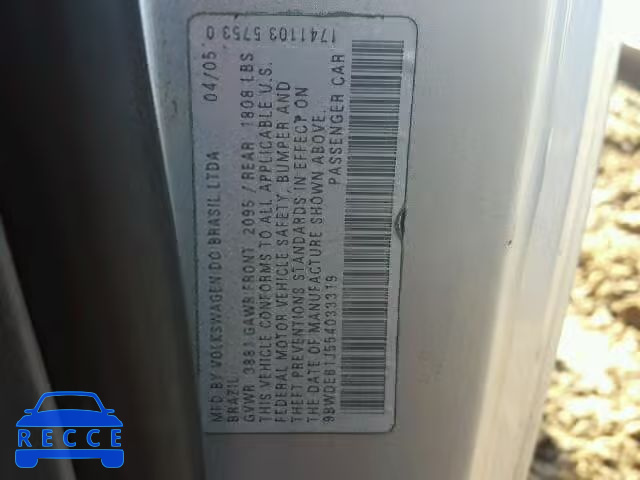 1741103 5753 0
MFD BY VOLKSWAGEN DO BRASIL LTDA 04/05
BRAZIL
GVWR 3881 GAWR FRONT 2095 / REAR 1808 LBS
THIS VEHICLE CONFORMS TO ALL APPLICABLE U.S.
FEDERAL MOTOR VEHICLE SAFETY, BUMPER AND
THEFT PREVENTIONS STANDARDS IN EFFECT ON
THE DATE OF MANUFACTURE SHOWN ABOVE.
9BWDE61J554033319 PASSENGER CAR
RECCDB